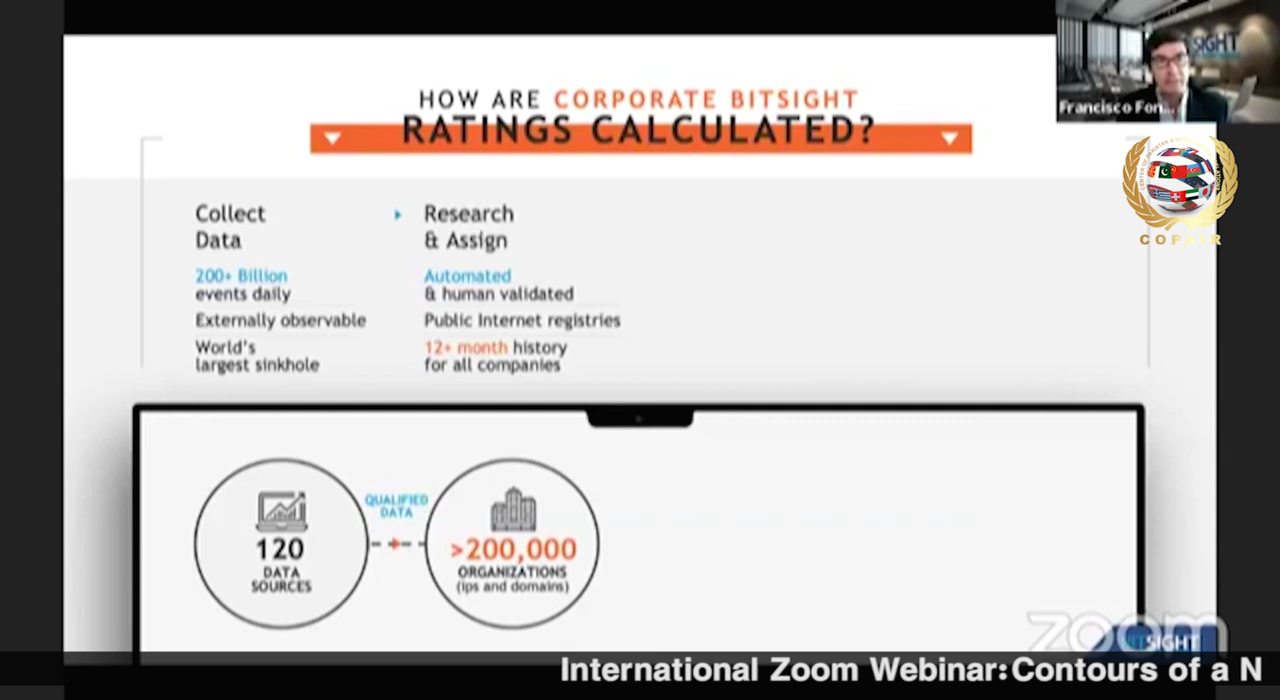 HOW ARE CORPORATE BITSIGHT
RATINGS CALCULATED?
SIGHT
Francisco Fon...
COPAIR
Collect
Data
200+ Billion
events daily
Externally observable
World's
largest sinkhole
Research
& Assign
Automated
& human validated
Public Internet registries
12+ month history
for all companies
120
DATA
SOURCES
QUALIFIED
DATA
>200,000
ORGANIZATIONS
(ips and domains)
zoom
BITSIGHT
International Zoom Webinar:Contours of a N